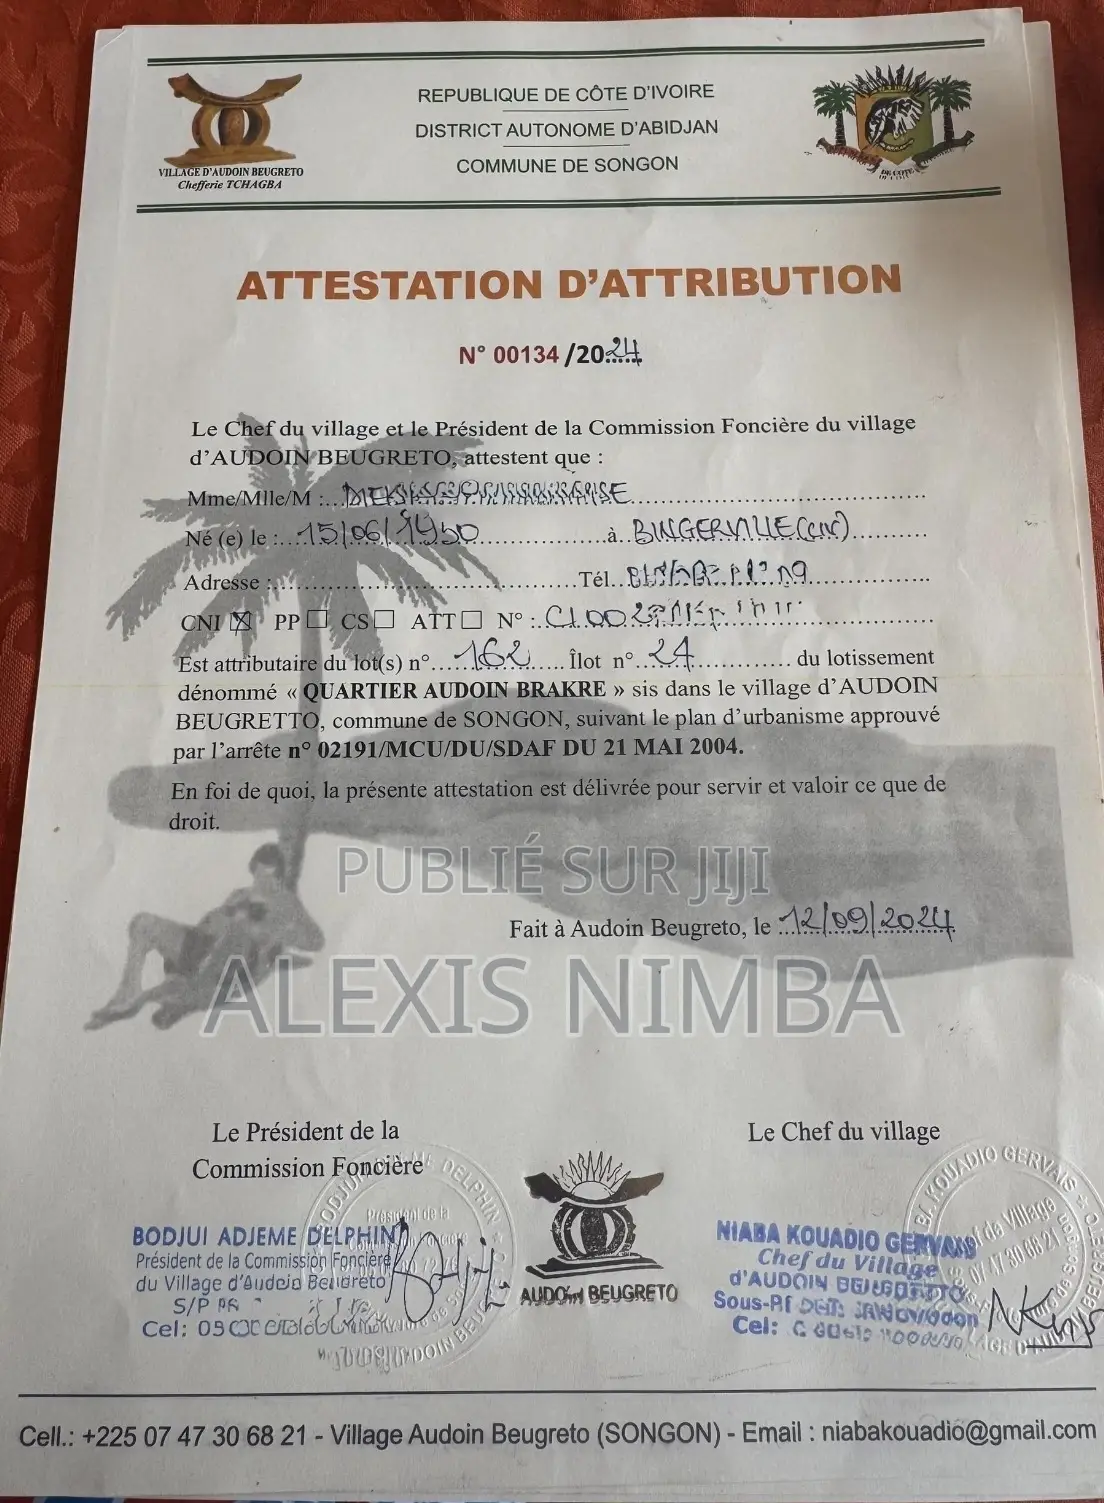 REPUBLIQUE DE CÔTE D'IVOIRE
DISTRICT AUTONOME D'ABIDJAN
COMMUNE DE SONGON
VILLAGE D'AUDOIN BEUGRETO
Chefferie TCHAGBA
ATTESTATION D'ATTRIBUTION
N° 00134 /2024
Le Chef du village et le Président de la Commission Foncière du village
d'AUDOIN BEUGRETO, attestent que :
Mme/Mlle/M :
Né (e) le : 15/06/1950 à BINGERVILLE (CIV)
Adresse : Tél.
CNI ☒ PP ☐ CS ☐ ATT ☐ N° :
Est attributaire du lot(s) n° 162 Îlot n° 24 du lotissement
dénommé « QUARTIER AUDOIN BRAKRE » sis dans le village d'AUDOIN
BEUGRETTO, commune de SONGON, suivant le plan d'urbanisme approuvé
par l'arrête n° 02191/MCU/DU/SDAF DU 21 MAI 2004.
En foi de quoi, la présente attestation est délivrée pour servir et valoir ce que de
droit.
PUBLIÉ SUR JIJI
Fait à Audoin Beugreto, le 12/09/2024
ALEXIS NIMBA
Le Président de la
Commission Foncière
Le Chef du village
BODJUI ADJEME DELPHIN
Président de la Commission Foncière
du Village d'Audoin Beugreto
S/P
Cel:
AUDOIN BEUGRETO
NIABA KOUADIO GERVAIS
Chef du Village
d'AUDOIN BEUGRETTO
Cel:
Cell.: +225 07 47 30 68 21 - Village Audoin Beugreto (SONGON) - Email : niabakouadio@gmail.com